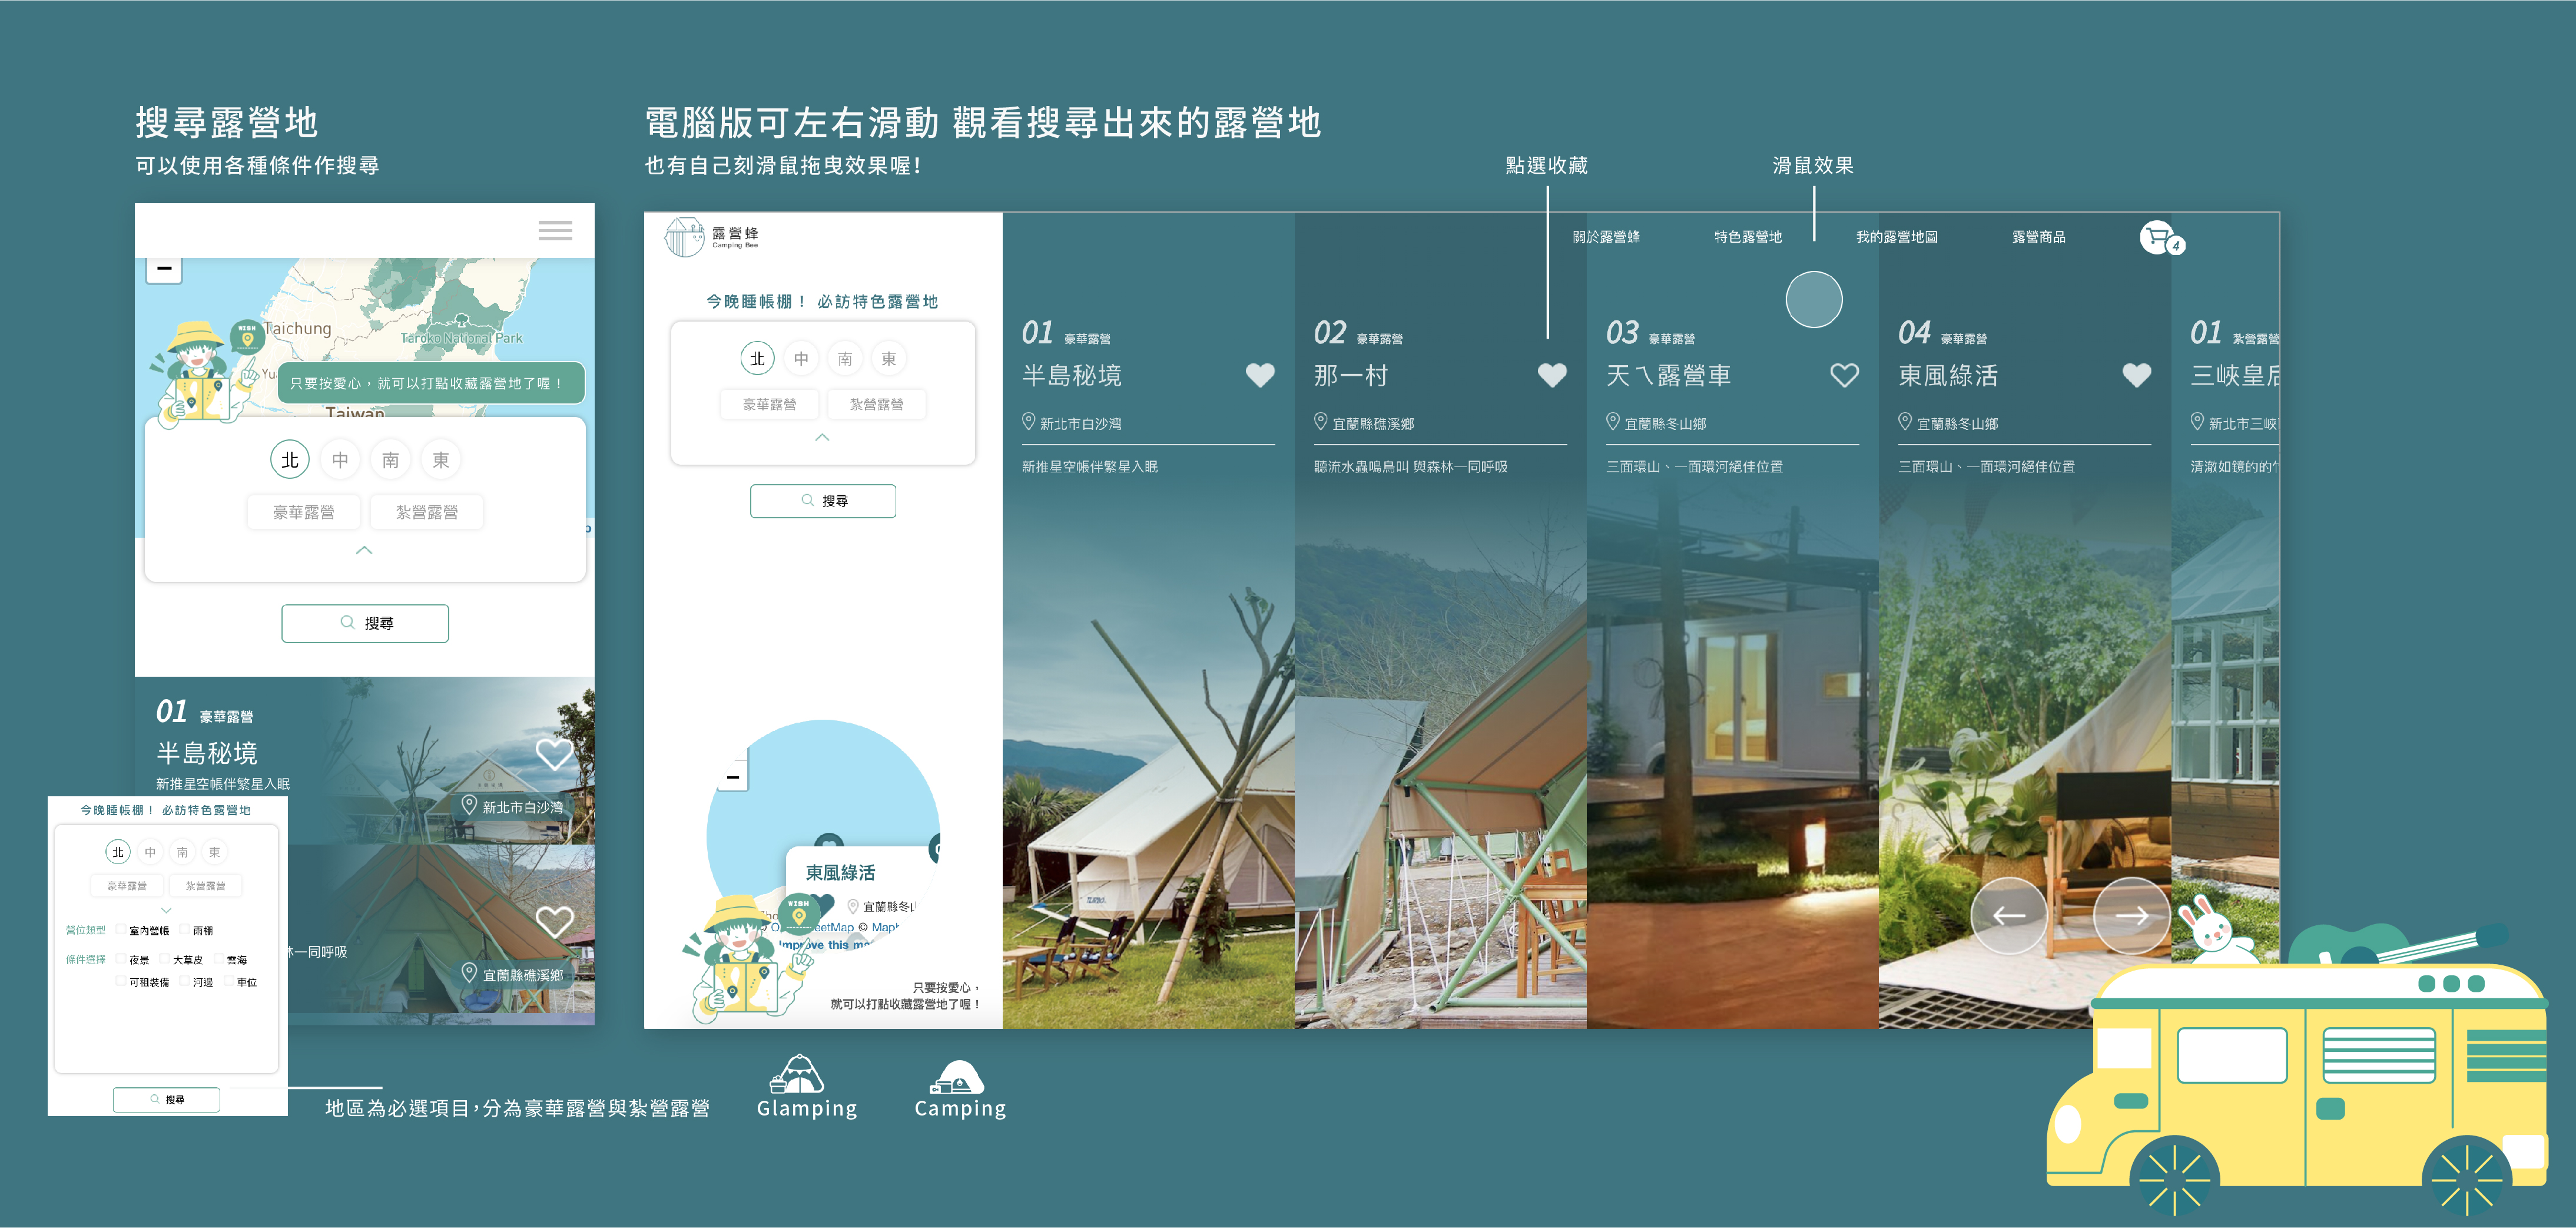 搜尋露營地
可以使用各種條件作搜尋
Taichung
Taroko National Park
Yu
只要按愛心，就可以打點收藏露營地了喔！
Taiwan
北 中 南 東
豪華露營 紮營露營
搜尋
01 豪華露營
半島秘境
新推星空帳伴繁星入眠
新北市白沙灣
林一同呼吸
宜蘭縣礁溪鄉
今晚睡帳棚！ 必訪特色露營地
北 中 南 東
豪華露營 紮營露營
營位類型 室內營帳 雨棚
條件選擇 夜景 大草皮 雲海
可租裝備 河邊 車位
搜尋
地區為必選項目，分為豪華露營與紮營露營
Glamping
Camping
電腦版可左右滑動 觀看搜尋出來的露營地
也有自己刻滑鼠拖曳效果喔！
點選收藏
滑鼠效果
露營蜂
Camping Bee
關於露營蜂 特色露營地 我的露營地圖 露營商品 4
今晚睡帳棚！ 必訪特色露營地
北 中 南 東
豪華露營 紮營露營
搜尋
東風綠活
宜蘭縣冬山
eetMap © Mapb
Improve this ma
只要按愛心，
就可以打點收藏露營地了喔！
01 豪華露營
半島秘境
新北市白沙灣
新推星空帳伴繁星入眠
02 豪華露營
那一村
宜蘭縣礁溪鄉
聽流水蟲鳴鳥叫 與森林一同呼吸
03 豪華露營
天ㄟ露營車
宜蘭縣冬山鄉
三面環山、一面環河絕佳位置
04 豪華露營
東風綠活
宜蘭縣冬山鄉
三面環山、一面環河絕佳位置
01 紮營露營
三峽皇后
新北市三峽
清澈如鏡的的竹